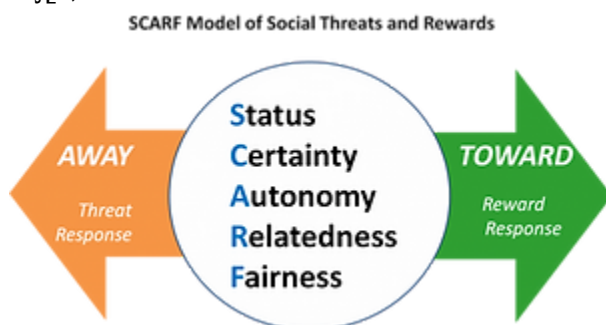 SCARF Model of Social Threats and Rewards
Status
Certainty
Autonomy
Relatedness
Fairness
AWAY
Threat
Response
TOWARD
Reward
Response